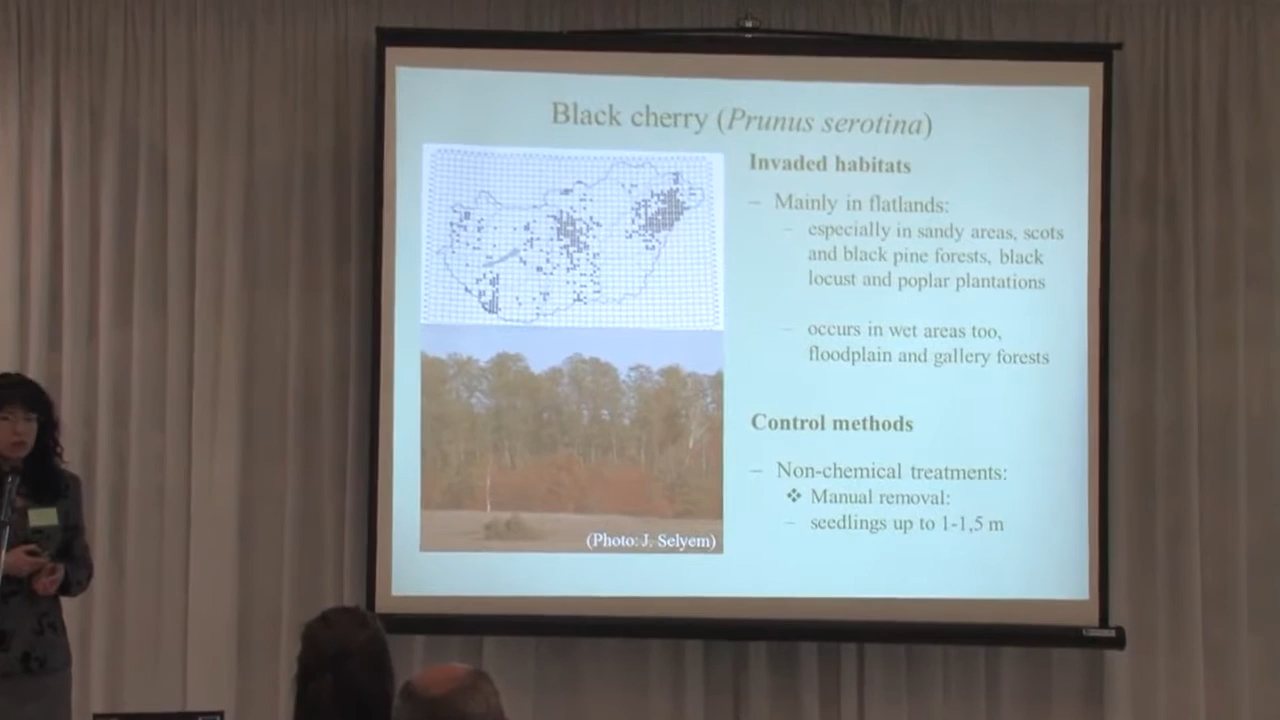 Black cherry (Prunus serotina)
Invaded habitats
– Mainly in flatlands:
– especially in sandy areas, scots
and black pine forests, black
locust and poplar plantations
– occurs in wet areas too,
floodplain and gallery forests
Control methods
– Non-chemical treatments:
❖ Manual removal:
– seedlings up to 1-1,5 m
(Photo: J. Selyem)